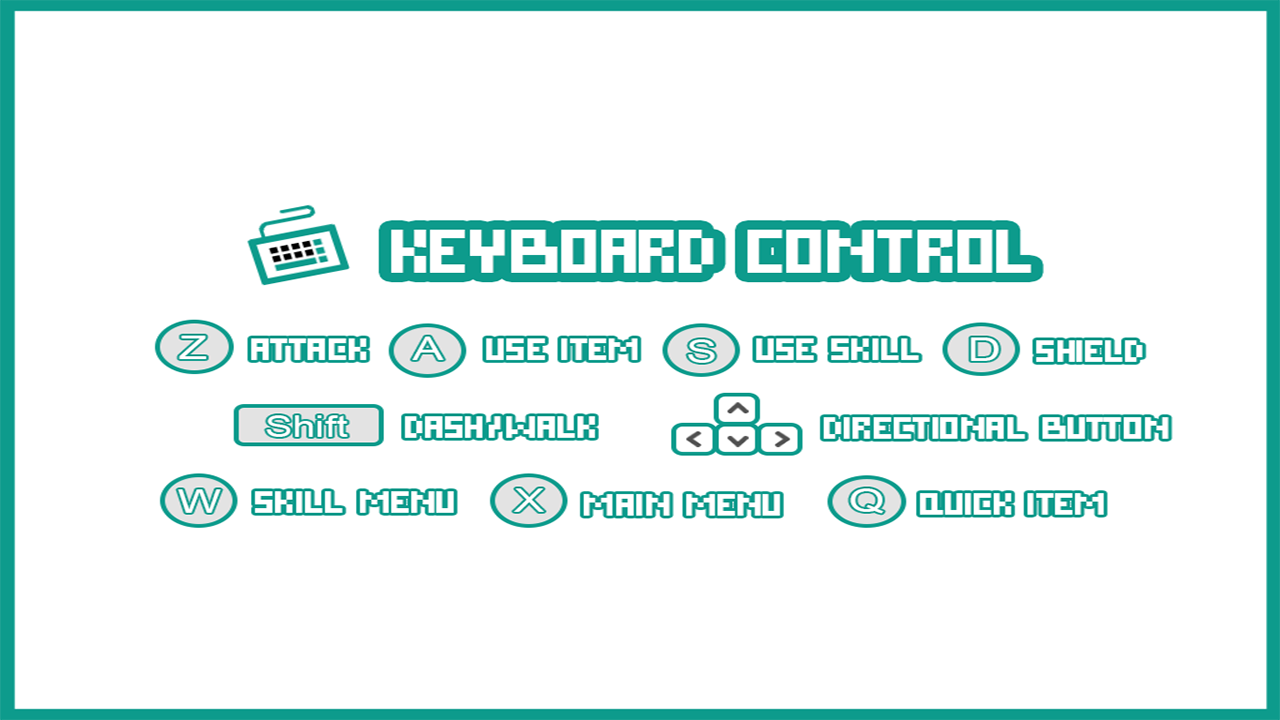 KEYBOARD CONTROL
Z ATTACK A USE ITEM S USE SKILL D SHIELD
Shift DASH/WALK DIRECTIONAL BUTTON
W SKILL MENU X MAIN MENU Q QUICK ITEM